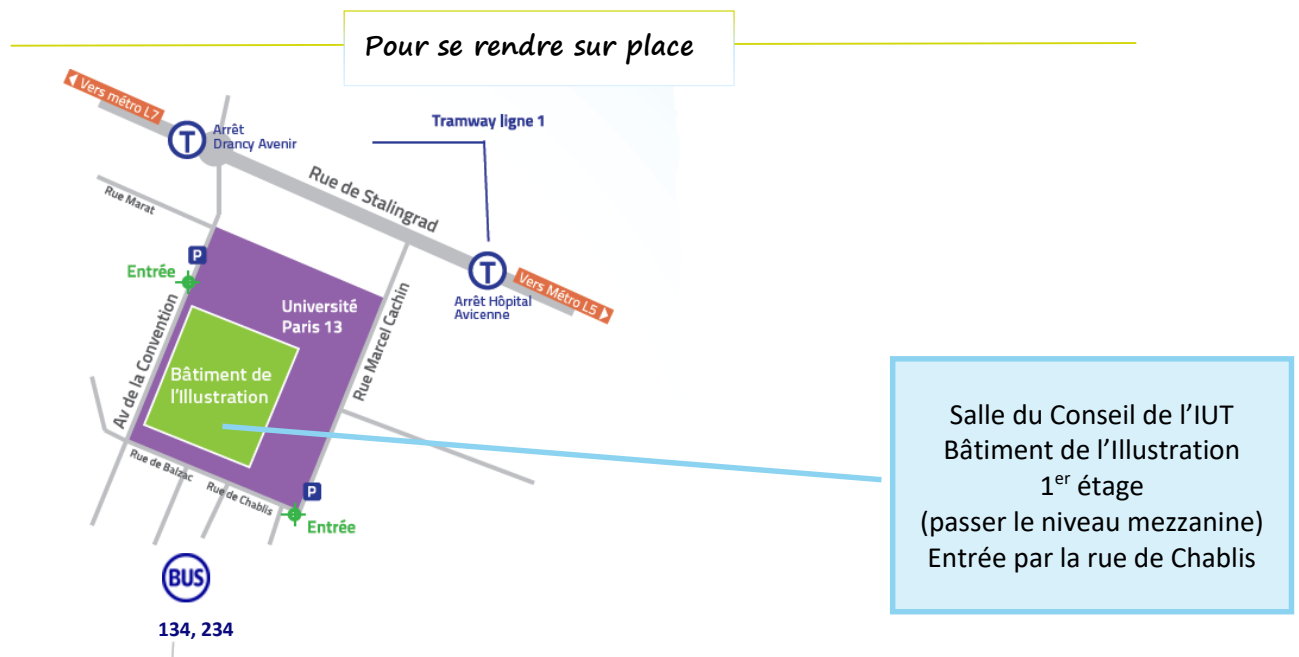 Pour se rendre sur place
Vers métro L7
T
Arrêt
Drancy Avenir
Tramway ligne 1
Rue de Stalingrad
Rue Marat
P
Entrée
T
Vers Métro L5
Arrêt Hôpital
Avicenne
Université
Paris 13
Av de la Convention
Rue Marcel Cachin
Bâtiment de
l'Illustration
Rue de Balzac
Rue de Chablis
P
Entrée
BUS
134, 234
Salle du Conseil de l’IUT
Bâtiment de l’Illustration
1er étage
(passer le niveau mezzanine)
Entrée par la rue de Chablis